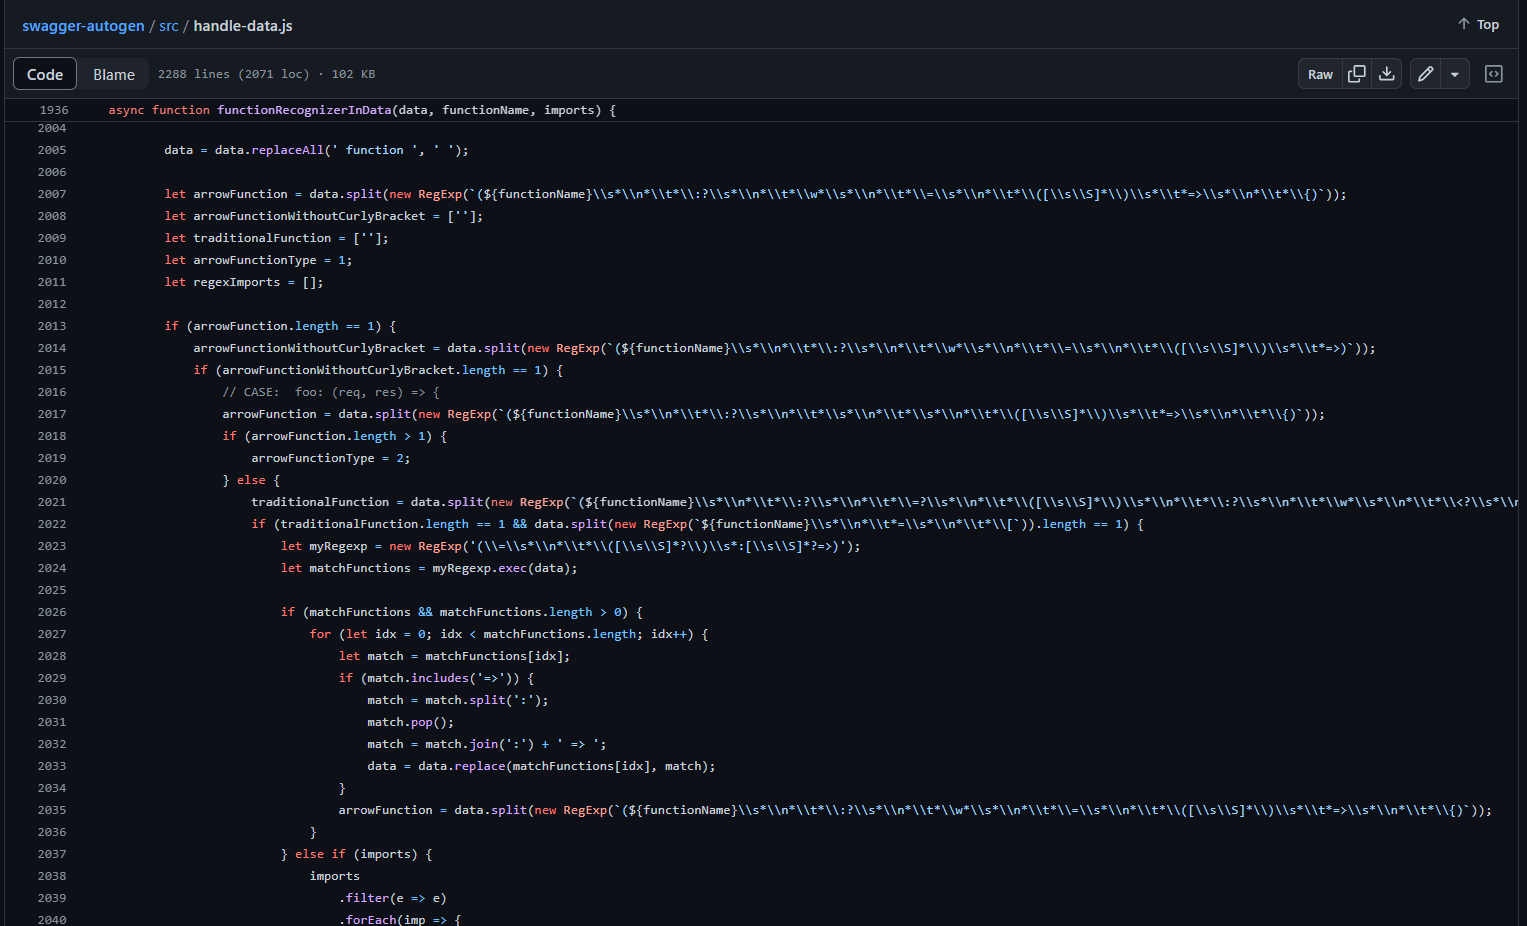 swagger-autogen / src / handle-data.js
Top
Code Blame 2288 lines (2071 loc) · 102 KB
Raw
1936 async function functionRecognizerInData(data, functionName, imports) {
2004
2005 data = data.replaceAll(' function ', ' ');
2006
2007 let arrowFunction = data.split(new RegExp(`(${functionName}\\s*\\n*\\t*\\:?\\s*\\n*\\t*\\w*\\s*\\n*\\t*\\=\\s*\\n*\\t*\\([\\s\\S]*\\)\\s*\\t*=>\\s*\\n*\\t*\\{)`));
2008 let arrowFunctionWithoutCurlyBracket = [''];
2009 let traditionalFunction = [''];
2010 let arrowFunctionType = 1;
2011 let regexImports = [];
2012
2013 if (arrowFunction.length == 1) {
2014 arrowFunctionWithoutCurlyBracket = data.split(new RegExp(`(${functionName}\\s*\\n*\\t*\\:?\\s*\\n*\\t*\\w*\\s*\\n*\\t*\\=\\s*\\n*\\t*\\([\\s\\S]*\\)\\s*\\t*=>)`));
2015 if (arrowFunctionWithoutCurlyBracket.length == 1) {
2016 // CASE:  foo: (req, res) => {
2017 arrowFunction = data.split(new RegExp(`(${functionName}\\s*\\n*\\t*\\:?\\s*\\n*\\t*\\s*\\n*\\t*\\s*\\n*\\t*\\([\\s\\S]*\\)\\s*\\t*=>\\s*\\n*\\t*\\{)`));
2018 if (arrowFunction.length > 1) {
2019 arrowFunctionType = 2;
2020 } else {
2021 traditionalFunction = data.split(new RegExp(`(${functionName}\\s*\\n*\\t*\\:?\\s*\\n*\\t*\\=?\\s*\\n*\\t*\\([\\s\\S]*\\)\\s*\\n*\\t*\\:?\\s*\\n*\\t*\\w*\\s*\\n*\\t*\\<?\\s*\\n
2022 if (traditionalFunction.length == 1 && data.split(new RegExp(`${functionName}\\s*\\n*\\t*=\\s*\\n*\\t*\\[`)).length == 1) {
2023 let myRegexp = new RegExp('(\\=\\s*\\n*\\t*\\([\\s\\S]*?\\)\\s*:[\\s\\S]*?=>)');
2024 let matchFunctions = myRegexp.exec(data);
2025
2026 if (matchFunctions && matchFunctions.length > 0) {
2027 for (let idx = 0; idx < matchFunctions.length; idx++) {
2028 let match = matchFunctions[idx];
2029 if (match.includes('=>')) {
2030 match = match.split(':');
2031 match.pop();
2032 match = match.join(':') + ' => ';
2033 data = data.replace(matchFunctions[idx], match);
2034 }
2035 arrowFunction = data.split(new RegExp(`(${functionName}\\s*\\n*\\t*\\:?\\s*\\n*\\t*\\w*\\s*\\n*\\t*\\=\\s*\\n*\\t*\\([\\s\\S]*\\)\\s*\\t*=>\\s*\\n*\\t*\\{)`));
2036 }
2037 } else if (imports) {
2038 imports
2039 .filter(e => e)
2040 .forEach(imp => {